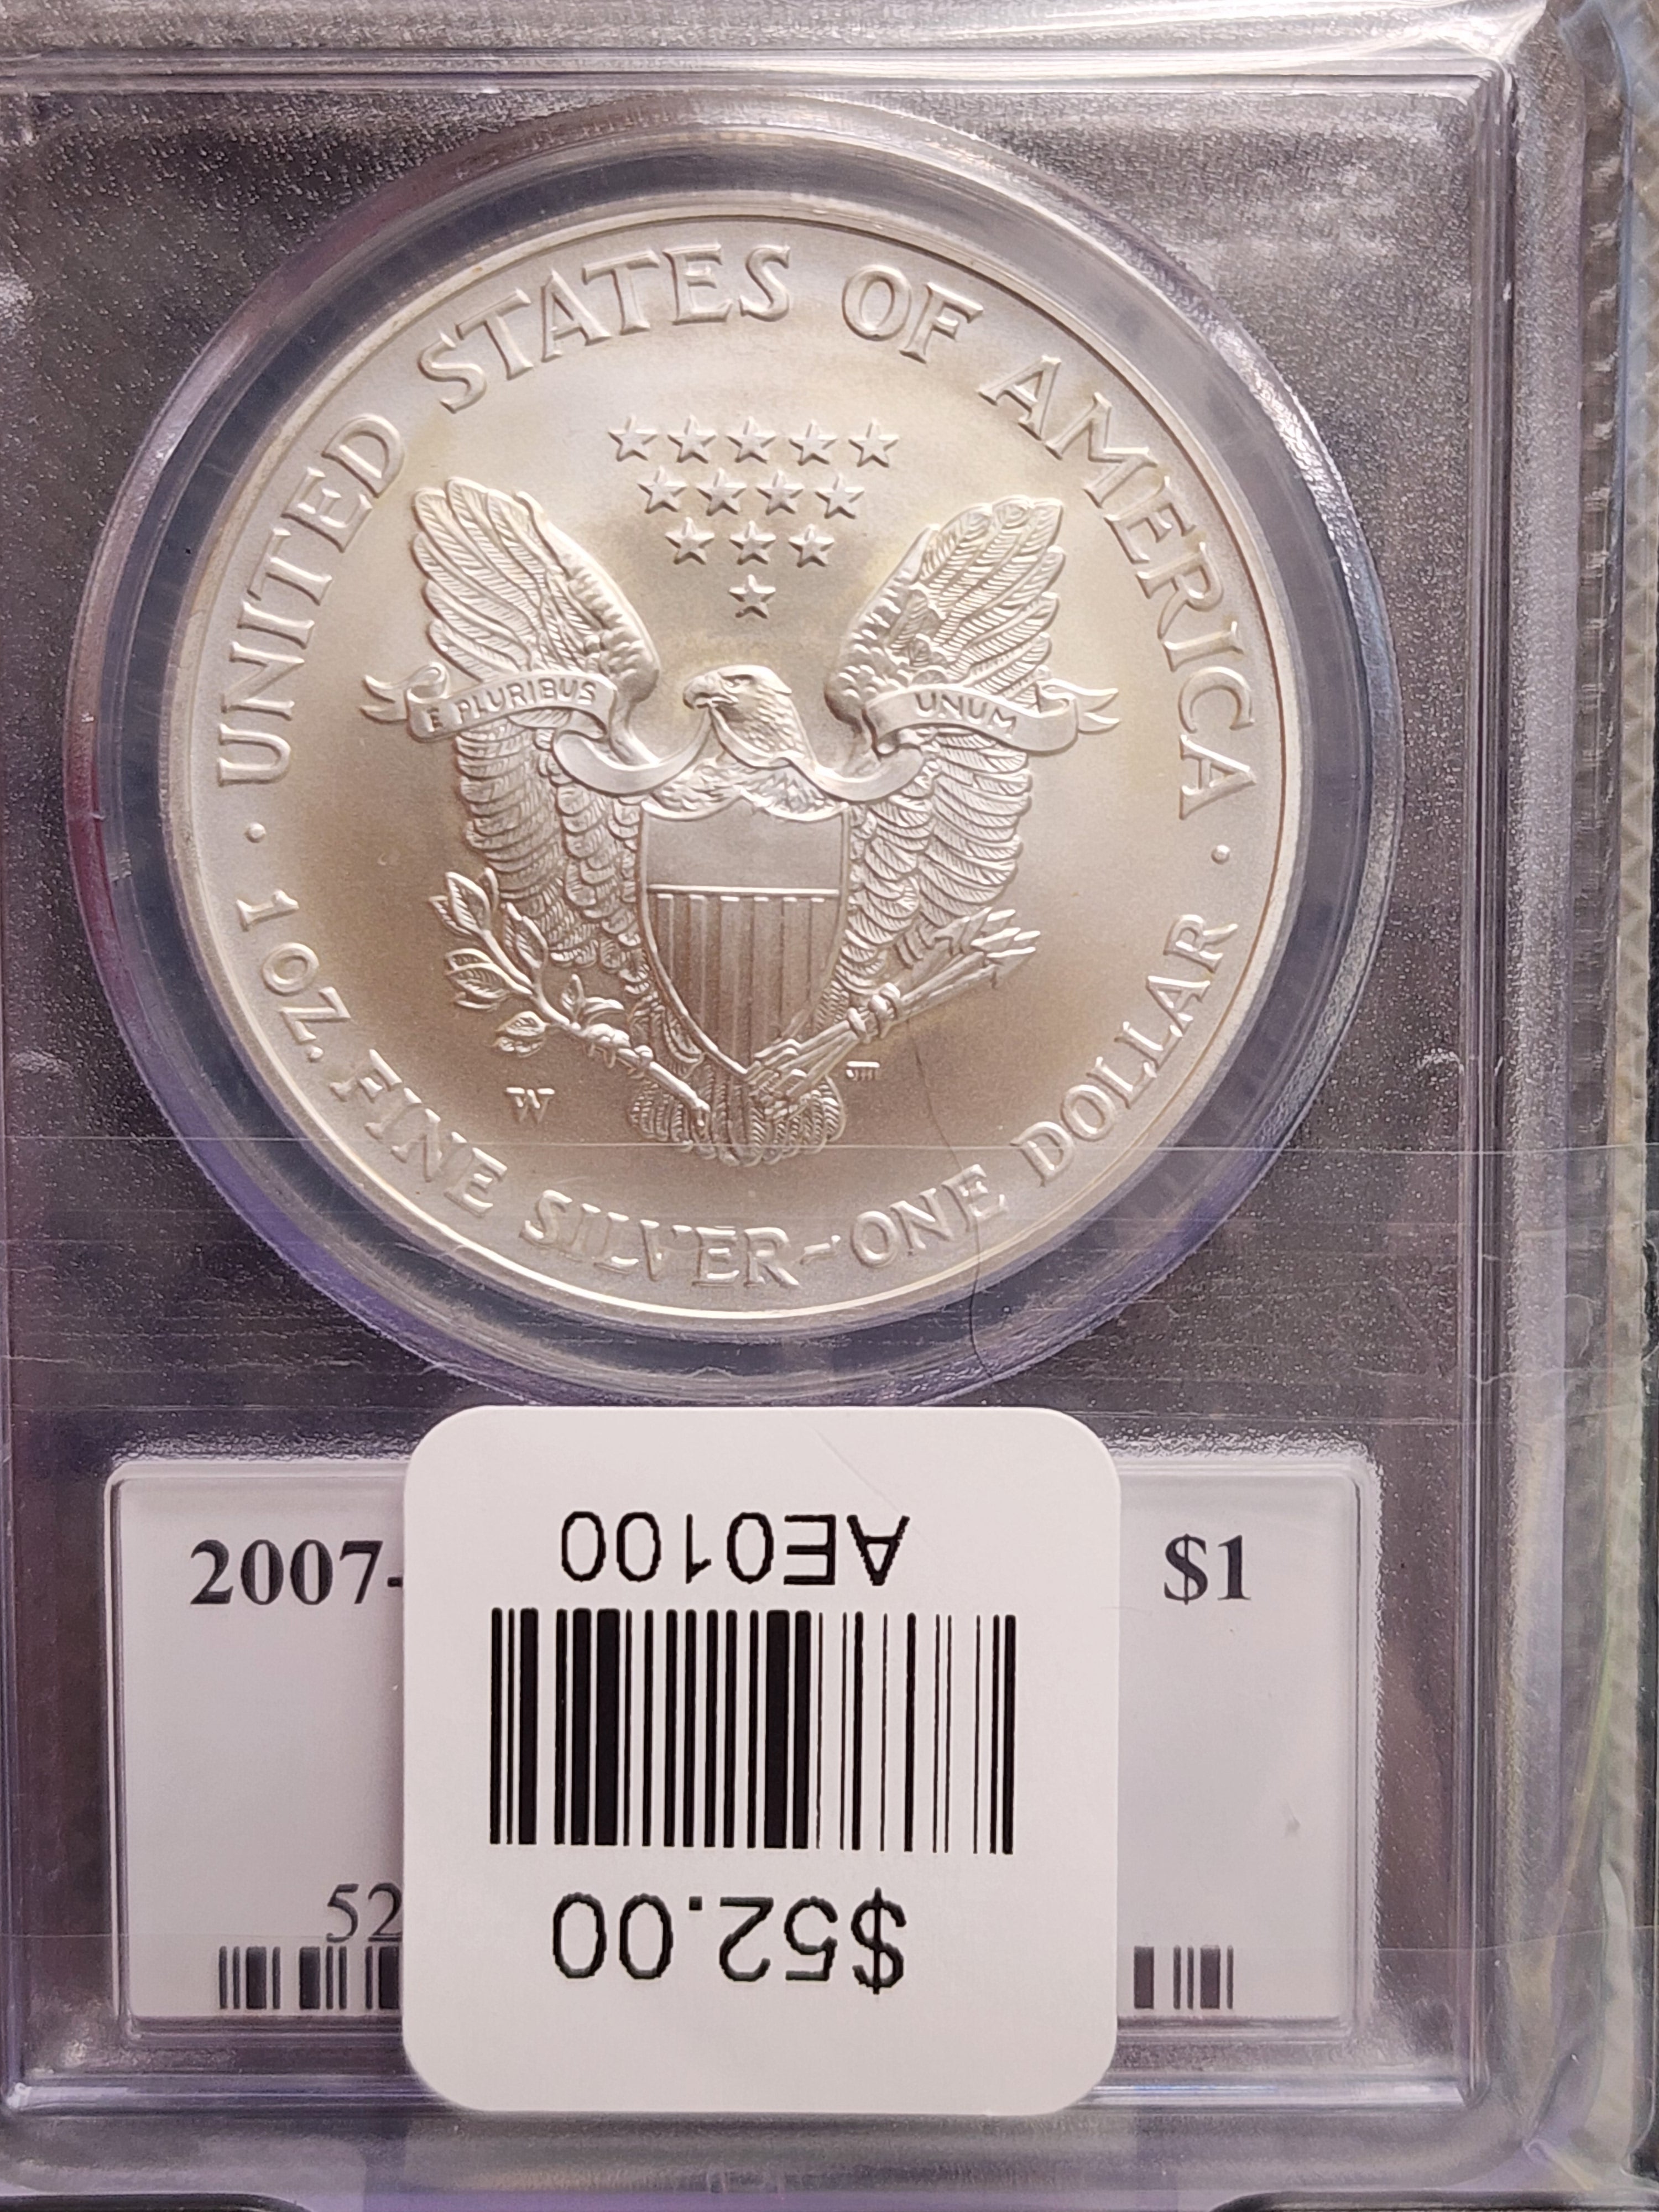 UNITED STATES OF AMERICA
E PLURIBUS UNUM
W
1 OZ. FINE SILVER~ONE DOLLAR
2007-
$1
AE0100
$52.00
52